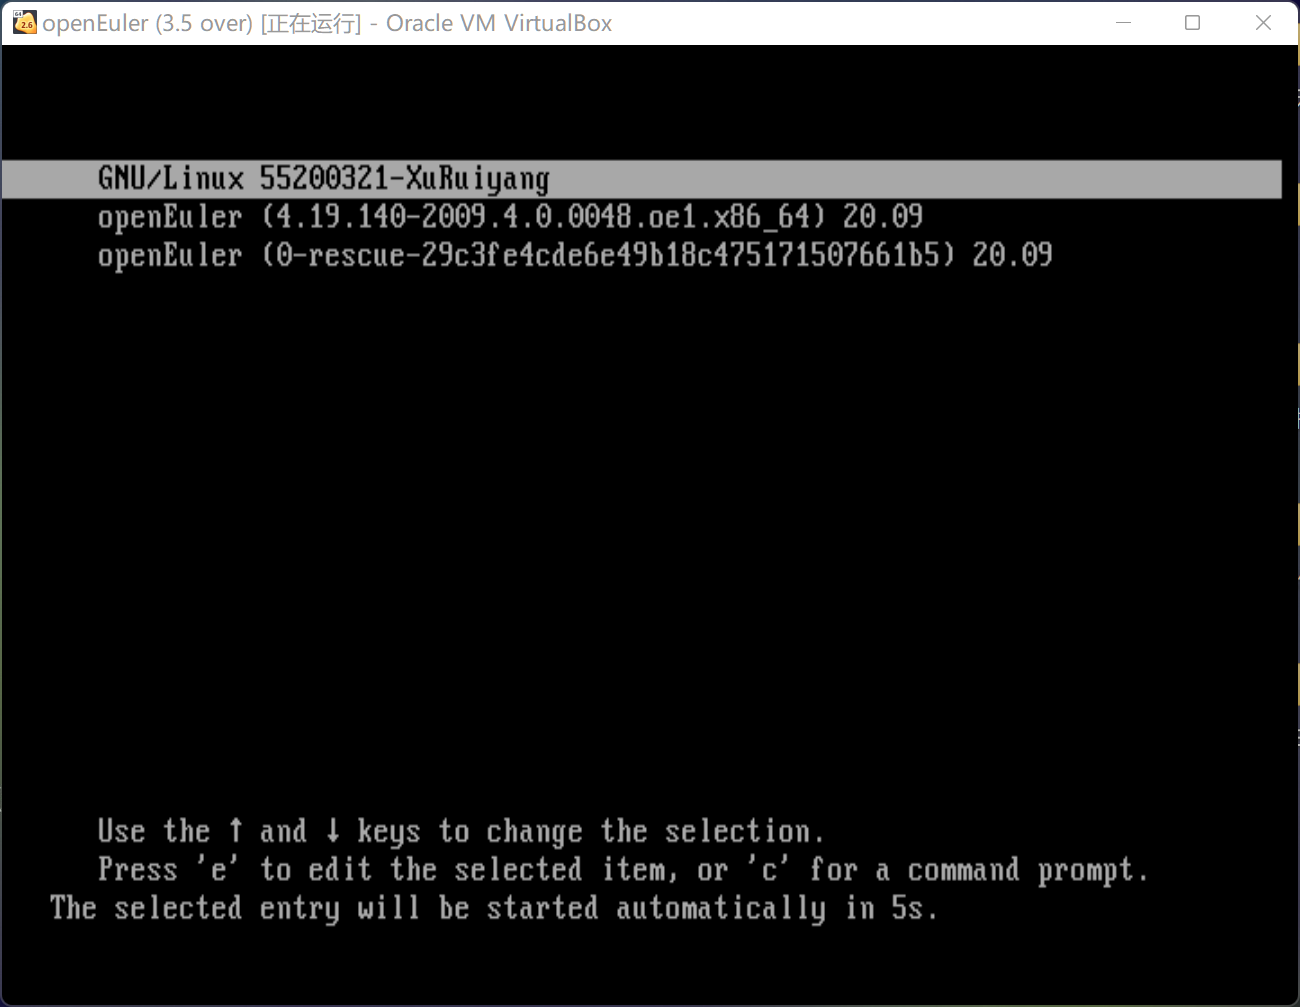 openEuler (3.5 over) [正在运行] - Oracle VM VirtualBox
GNU/Linux 55200321-XuRuiyang
openEuler (4.19.140-2009.4.0.0048.oe1.x86_64) 20.09
openEuler (0-rescue-29c3fe4cde6e49b18c475171507661b5) 20.09
Use the ↑ and ↓ keys to change the selection.
Press 'e' to edit the selected item, or 'c' for a command prompt.
The selected entry will be started automatically in 5s.